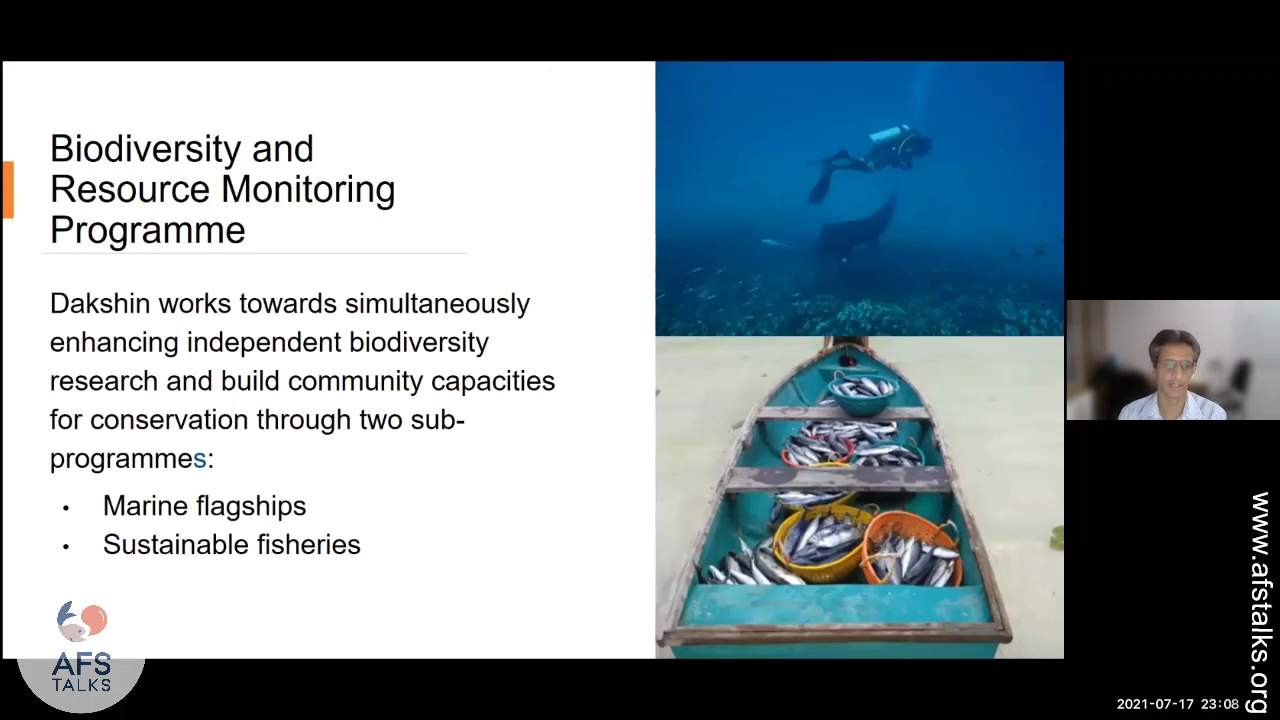 Biodiversity and
Resource Monitoring
Programme
Dakshin works towards simultaneously
enhancing independent biodiversity
research and build community capacities
for conservation through two sub-
programmes:
• Marine flagships
• Sustainable fisheries
AFS
TALKS
www.afstalks.org
2021-07-17 23:08